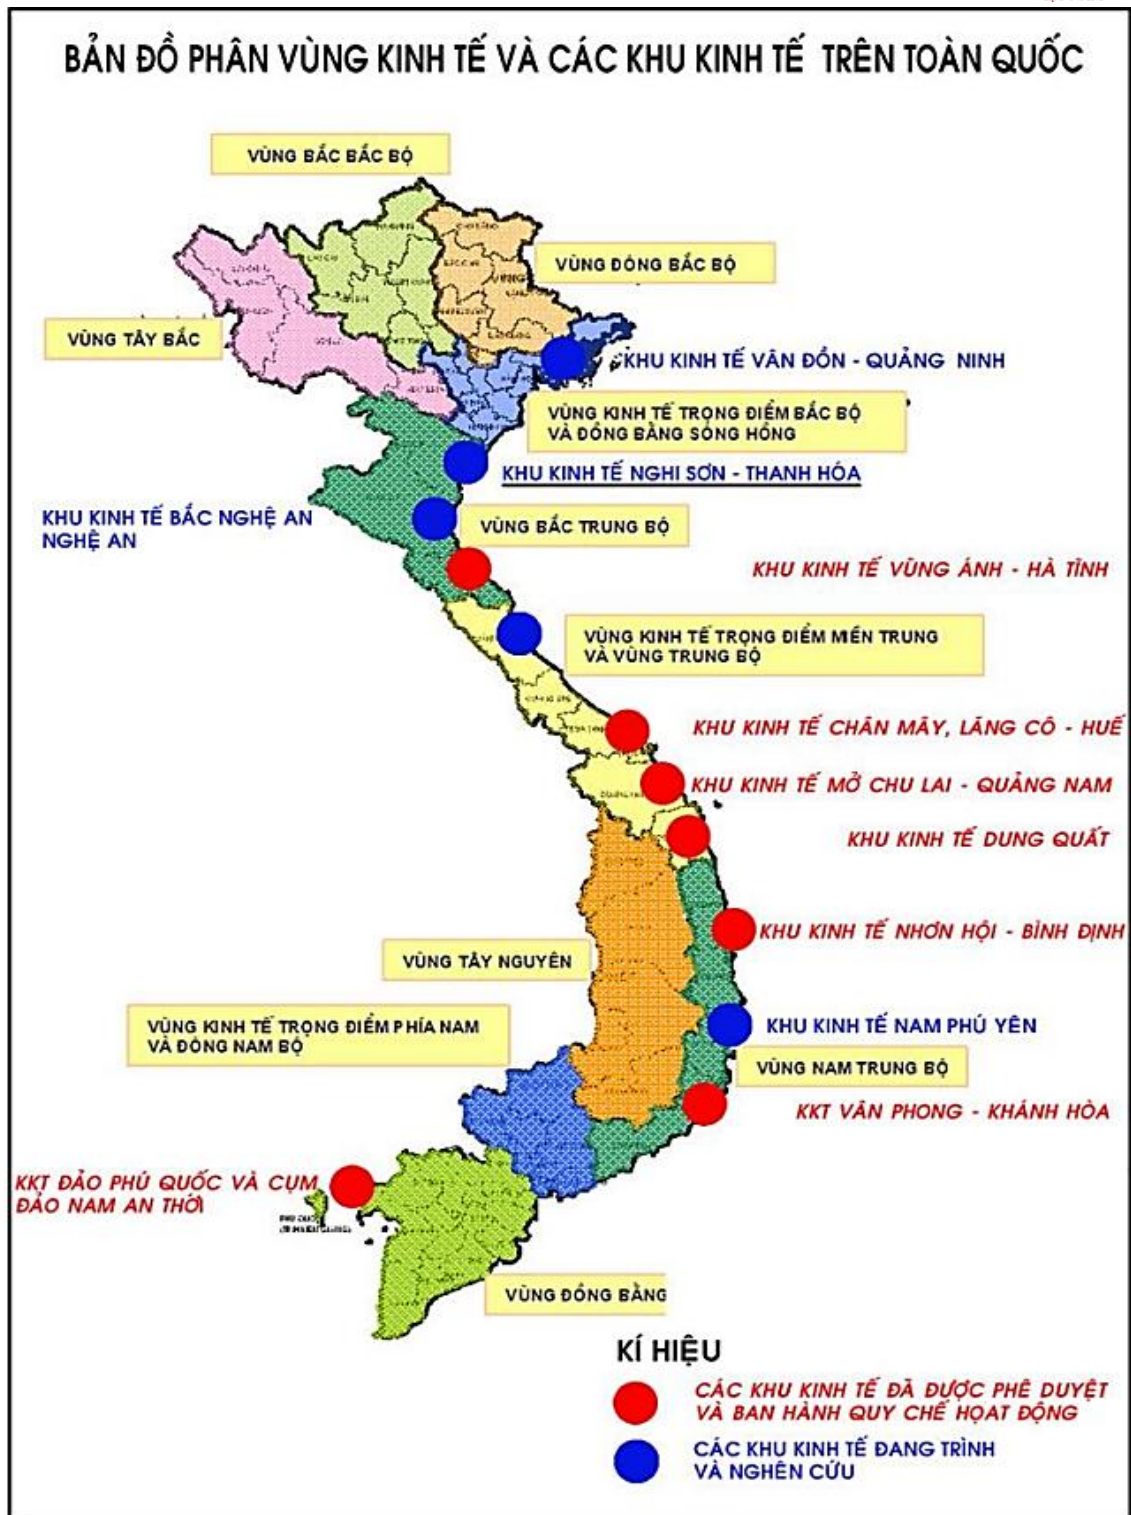 BẢN ĐỒ PHÂN VÙNG KINH TẾ VÀ CÁC KHU KINH TẾ TRÊN TOÀN QUỐC
VÙNG BẮC BẮC BỘ
VÙNG ĐÔNG BẮC BỘ
VÙNG TÂY BẮC
KHU KINH TẾ VÂN ĐỒN - QUẢNG NINH
VÙNG KINH TẾ TRỌNG ĐIỂM BẮC BỘ
VÀ ĐỒNG BẰNG SÔNG HỒNG
KHU KINH TẾ NGHI SƠN - THANH HÓA
KHU KINH TẾ BẮC NGHỆ AN
NGHỆ AN
VÙNG BẮC TRUNG BỘ
KHU KINH TẾ VŨNG ÁNH - HÀ TĨNH
VÙNG KINH TẾ TRỌNG ĐIỂM MIỀN TRUNG
VÀ VÙNG TRUNG BỘ
KHU KINH TẾ CHÂN MÂY, LĂNG CÔ - HUẾ
KHU KINH TẾ MỞ CHU LAI - QUẢNG NAM
KHU KINH TẾ DUNG QUẤT
KHU KINH TẾ NHƠN HỘI - BÌNH ĐỊNH
VÙNG TÂY NGUYÊN
VÙNG KINH TẾ TRỌNG ĐIỂM PHÍA NAM
VÀ ĐÔNG NAM BỘ
KHU KINH TẾ NAM PHÚ YÊN
VÙNG NAM TRUNG BỘ
KKT VÂN PHONG - KHÁNH HÒA
KKT ĐẢO PHÚ QUỐC VÀ CỤM
ĐẢO NAM AN THỚI
VÙNG ĐỒNG BẰNG
KÍ HIỆU
CÁC KHU KINH TẾ ĐÃ ĐƯỢC PHÊ DUYỆT
VÀ BAN HÀNH QUY CHẾ HỌAT ĐỘNG
CÁC KHU KINH TẾ ĐANG TRÌNH
VÀ NGHÊN CỨU